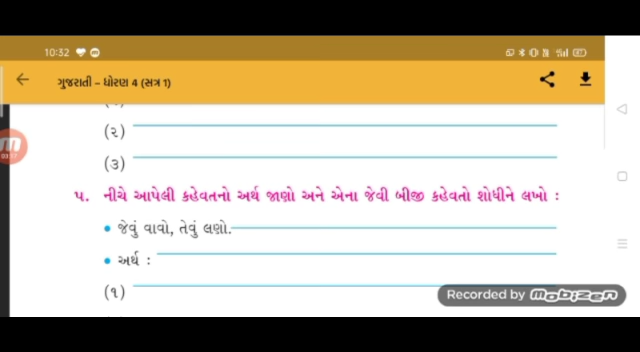 10:32
ગુજરાતી – ધોરણ 4 (સત્ર 1)
(૨)
(૩)
૫. નીચે આપેલી કહેવતનો અર્થ જાણો અને એના જેવી બીજી કહેવતો શોધીને લખો :
• જેવું વાવો, તેવું લણો.
• અર્થ :
(૧)
Recorded by mobizen